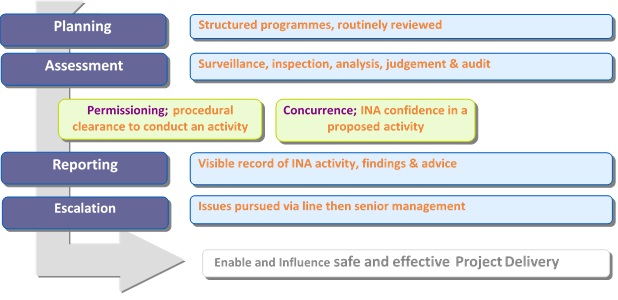 Planning
Structured programmes, routinely reviewed
Assessment
Surveillance, inspection, analysis, judgement & audit
Permissioning; procedural
clearance to conduct an activity
Concurrence; INA confidence in a
proposed activity
Reporting
Visible record of INA activity, findings & advice
Escalation
Issues pursued via line then senior management
Enable and Influence safe and effective Project Delivery